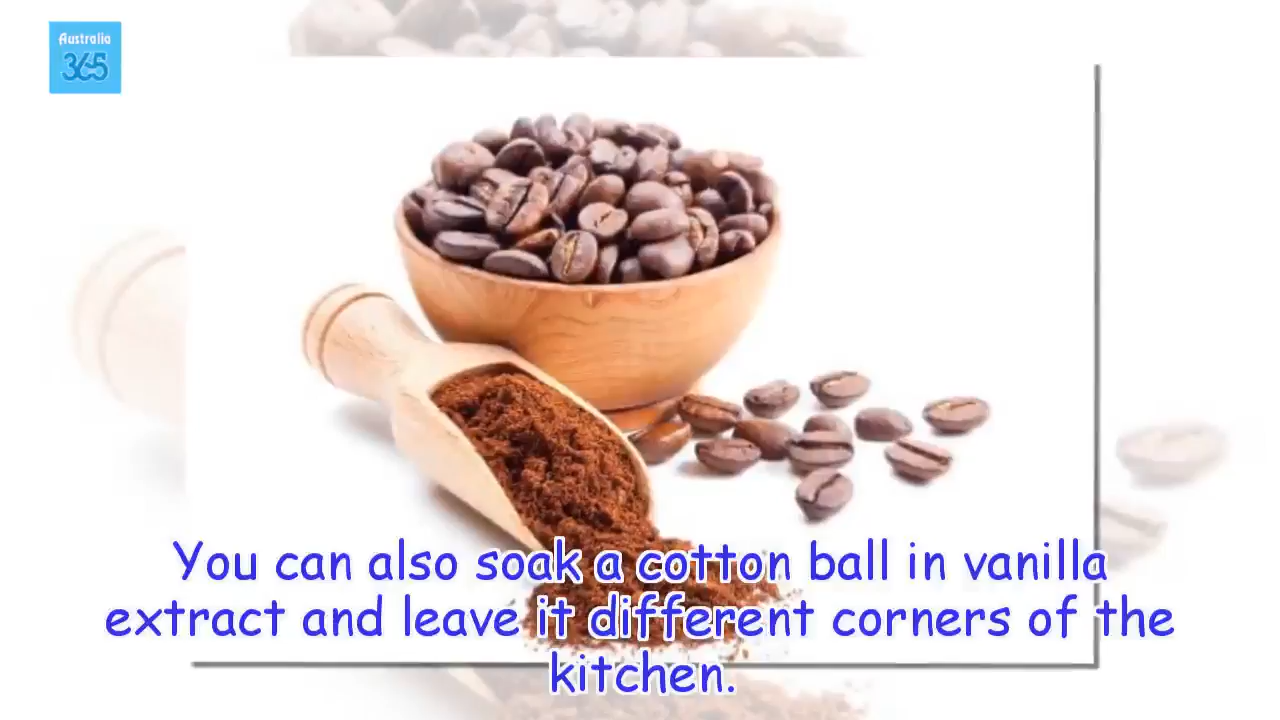 Australia
365
You can also soak a cotton ball in vanilla
extract and leave it different corners of the
kitchen.